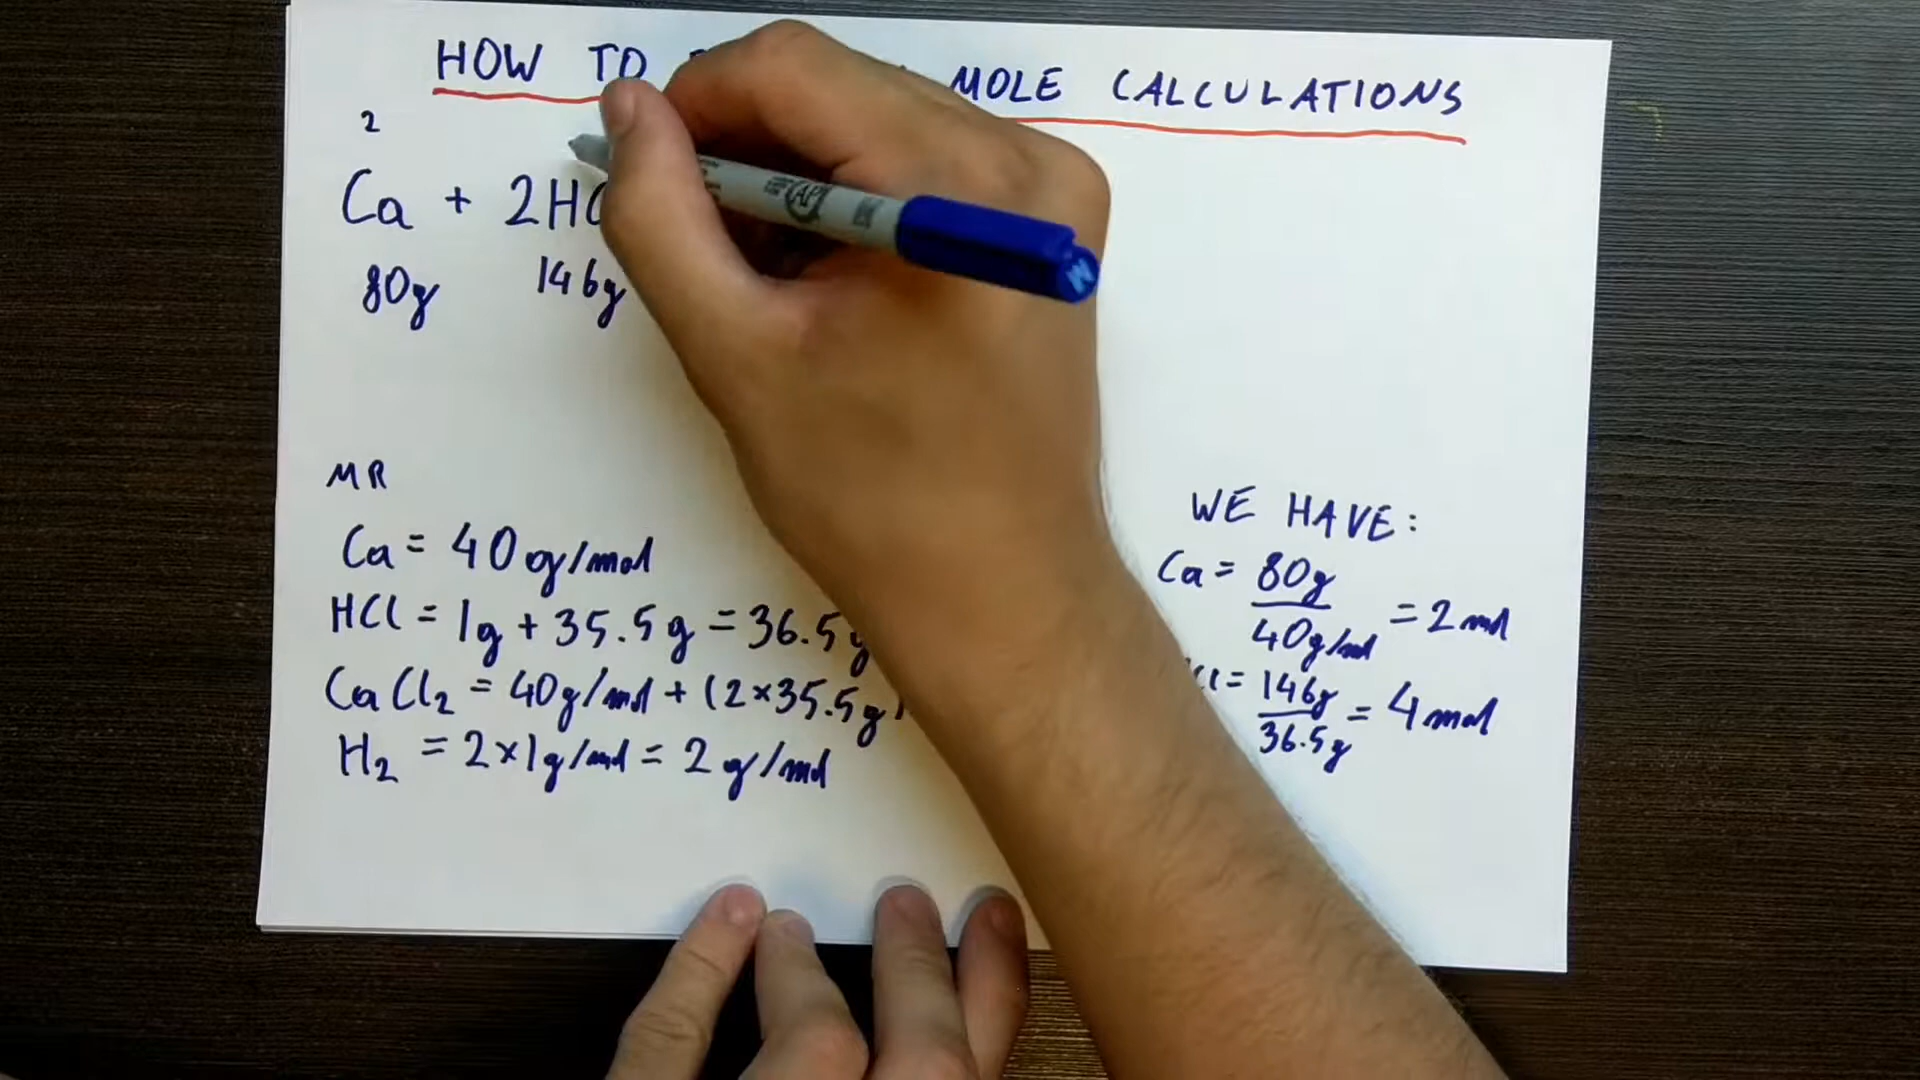 HOW TO MOLE CALCULATIONS
2
Ca + 2HC
80g 146g
MR
Ca = 40g/mol
HCl = 1g + 35.5g = 36.5g
CaCl₂ = 40g/mol + (2×35.5g)
H₂ = 2×1g/mol = 2g/mol
WE HAVE:
Ca = 80g
40g/mol = 2mol
Cl = 146g
36.5g = 4mol